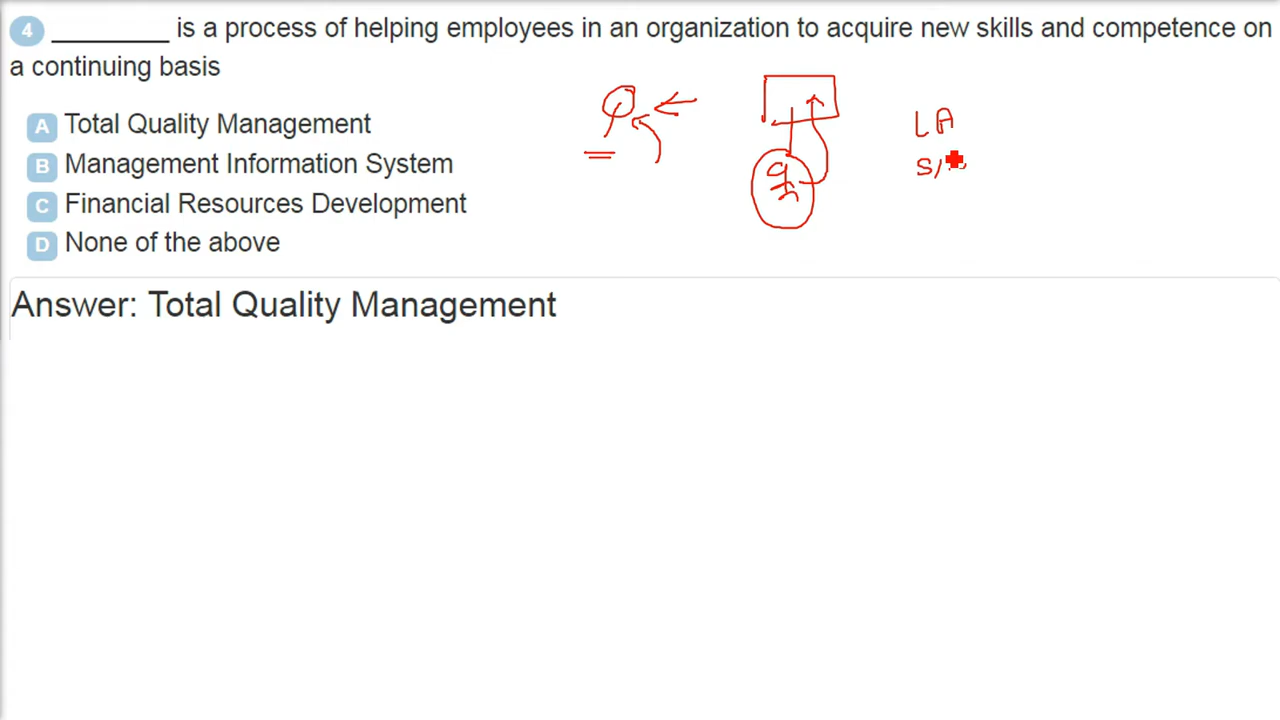 4 ________ is a process of helping employees in an organization to acquire new skills and competence on
a continuing basis
A Total Quality Management
B Management Information System
C Financial Resources Development
D None of the above
LA
Answer: Total Quality Management